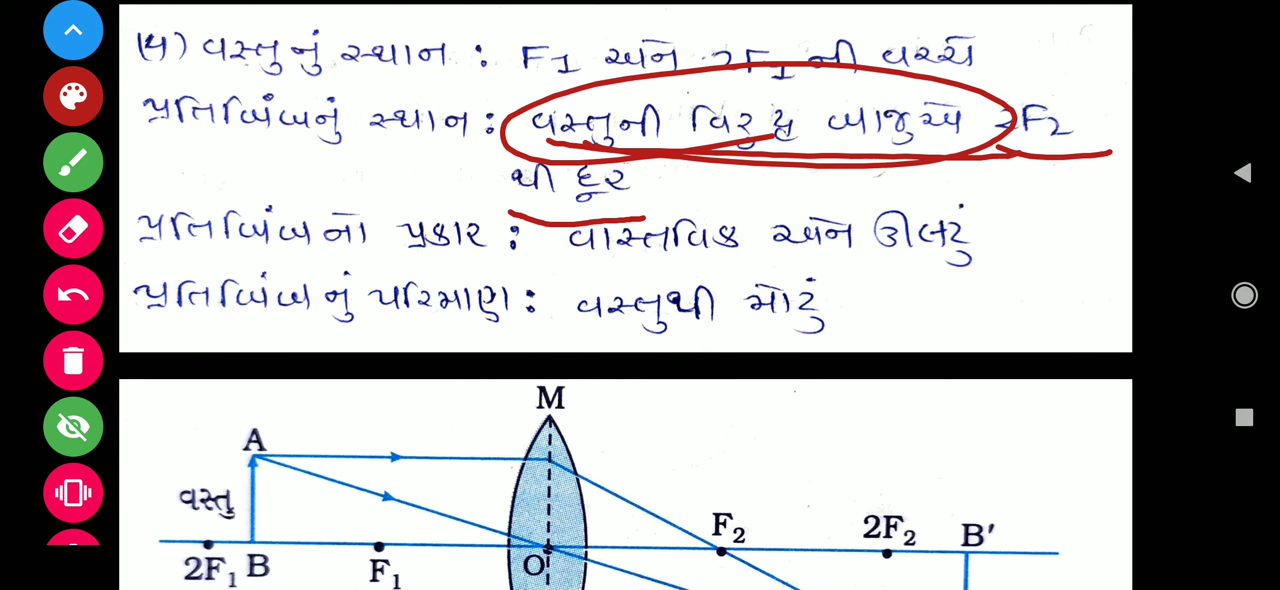 (૫) વસ્તુનું સ્થાન : F1 અને 2F1 ની વચ્ચે
પ્રતિબિંબનું સ્થાન : વસ્તુની વિરુદ્ધ બાજુએ 2F2
થી દૂર
પ્રતિબિંબનો પ્રકાર : વાસ્તવિક અને ઊલટું
પ્રતિબિંબનું પરિમાણ : વસ્તુથી મોટું
M
A
વસ્તુ
F2 2F2 B′
2F1 B F1 O